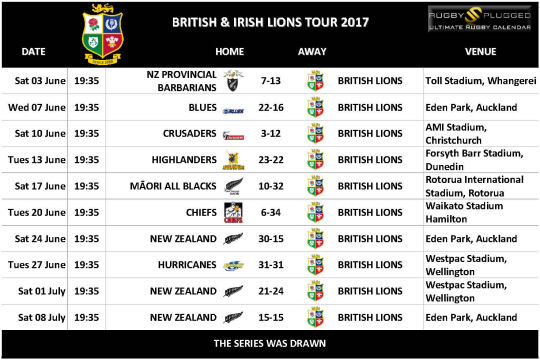 BRITISH & IRISH LIONS TOUR 2017
RUGBY PLUGGED
ULTIMATE RUGBY CALENDAR
DATE HOME AWAY VENUE
Sat 03 June 19:35 NZ PROVINCIAL BARBARIANS 7-13 BRITISH LIONS Toll Stadium, Whangerei
Wed 07 June 19:35 BLUES 22-16 BRITISH LIONS Eden Park, Auckland
Sat 10 June 19:35 CRUSADERS 3-12 BRITISH LIONS AMI Stadium, Christchurch
Tues 13 June 19:35 HIGHLANDERS 23-22 BRITISH LIONS Forsyth Barr Stadium, Dunedin
Sat 17 June 19:35 MĀORI ALL BLACKS 10-32 BRITISH LIONS Rotorua International Stadium, Rotorua
Tues 20 June 19:35 CHIEFS CHIEFS 6-34 BRITISH LIONS Waikato Stadium Hamilton
Sat 24 June 19:35 NEW ZEALAND 30-15 BRITISH LIONS Eden Park, Auckland
Tues 27 June 19:35 HURRICANES 31-31 BRITISH LIONS Westpac Stadium, Wellington
Sat 01 July 19:35 NEW ZEALAND 21-24 BRITISH LIONS Westpac Stadium, Wellington
Sat 08 July 19:35 NEW ZEALAND 15-15 BRITISH LIONS Eden Park, Auckland
THE SERIES WAS DRAWN